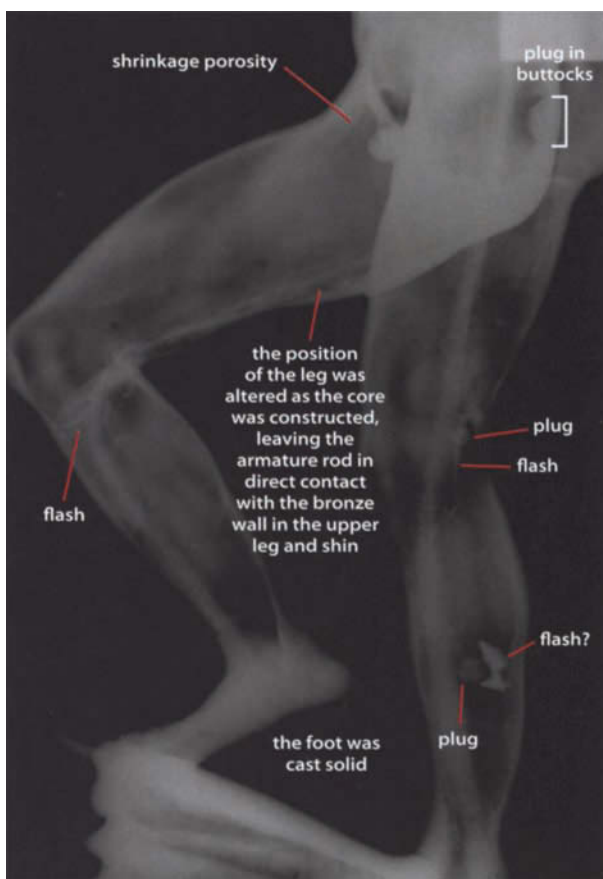 shrinkage porosity
plug in
buttocks
the position
of the leg was
altered as the core
was constructed,
leaving the
armature rod in
direct contact
with the bronze
wall in the upper
leg and shin
plug
flash
flash
flash?
plug
the foot was
cast solid